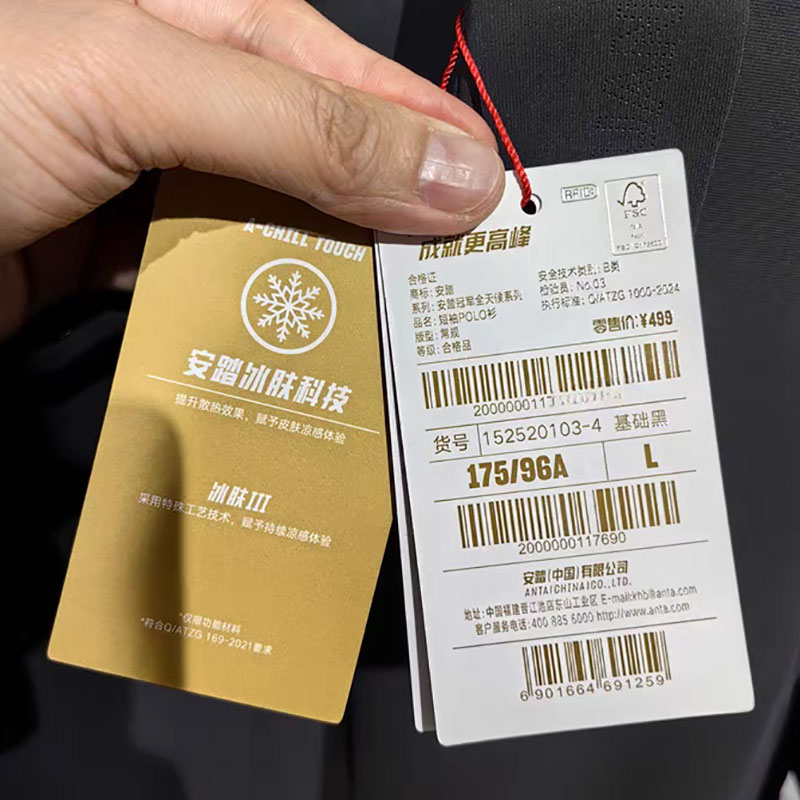 A-CHILL TOUCH
安踏冰肤科技
提升散热效果，赋予皮肤凉感体验
冰肤III
采用特殊工艺技术，赋予持续凉感体验
*仅限功能材料
*符合Q/ATZG 169-2021要求
RFID
FSC
成就更高峰
合格证
商标: 安踏
系列: 安踏冠军全天候系列
品名: 短袖POLO衫
版型: 常规
等级: 合格品
安全技术类别: B类
检验员: No.03
执行标准: Q/ATZG 1000-2024
零售价:¥499
货号 152520103-4 基础黑
175/96A L
2000000117690
安踏(中国)有限公司
ANTA(CHINA)CO.,LTD.
地址: 中国福建晋江池店东山工业区 E-mail:khb@anta.com
客户服务电话: 400 885 6000 http://www.anta.com
6 901664 691259